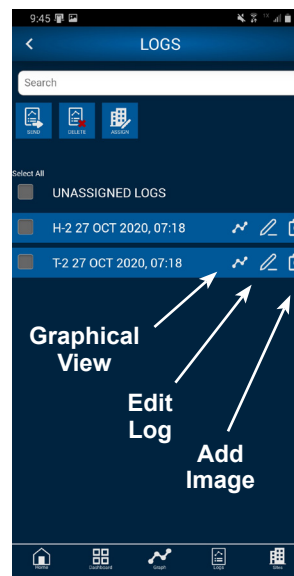 9:45
LOGS
Search
SEND DELETE ASSIGN
Select All
UNASSIGNED LOGS
H-2 27 OCT 2020, 07:18
T-2 27 OCT 2020, 07:18
Graphical
View
Edit
Log
Add
Image
Home Dashboard Graph Logs Sites